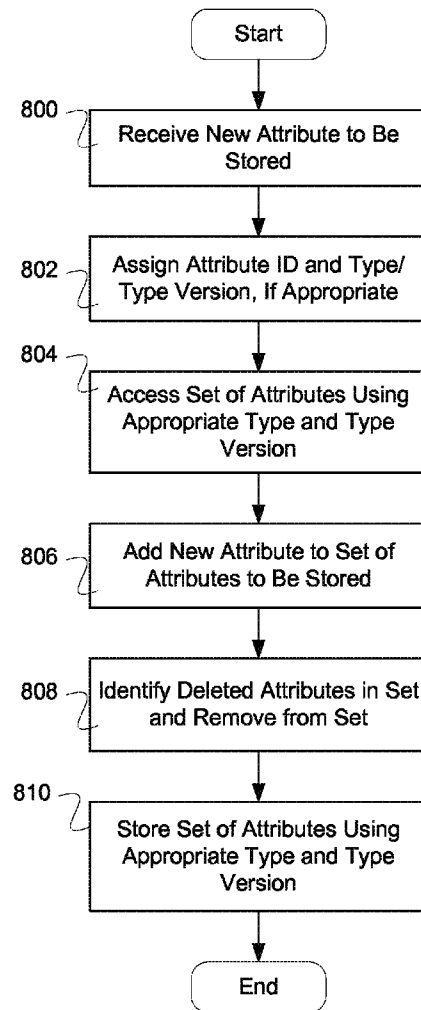 Start
800
Receive New Attribute to Be
Stored
802
Assign Attribute ID and Type/
Type Version, If Appropriate
804
Access Set of Attributes Using
Appropriate Type and Type
Version
806
Add New Attribute to Set of
Attributes to Be Stored
808
Identify Deleted Attributes in Set
and Remove from Set
810
Store Set of Attributes Using
Appropriate Type and Type
Version
End